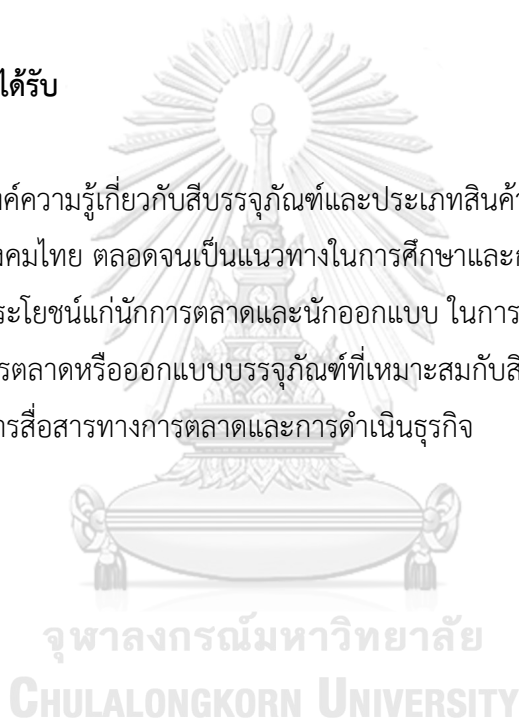 ได้รับ
ค์ความรู้เกี่ยวกับสีบรรจุภัณฑ์และประเภทสินค้า
งคมไทย ตลอดจนเป็นแนวทางในการศึกษาและก
ระโยชน์แก่นักการตลาดและนักออกแบบ ในการ
รตลาดหรือออกแบบบรรจุภัณฑ์ที่เหมาะสมกับสิ
ารสื่อสารทางการตลาดและการดำเนินธุรกิจ
จุฬาลงกรณ์มหาวิทยาลัย
CHULALONGKORN UNIVERSITY